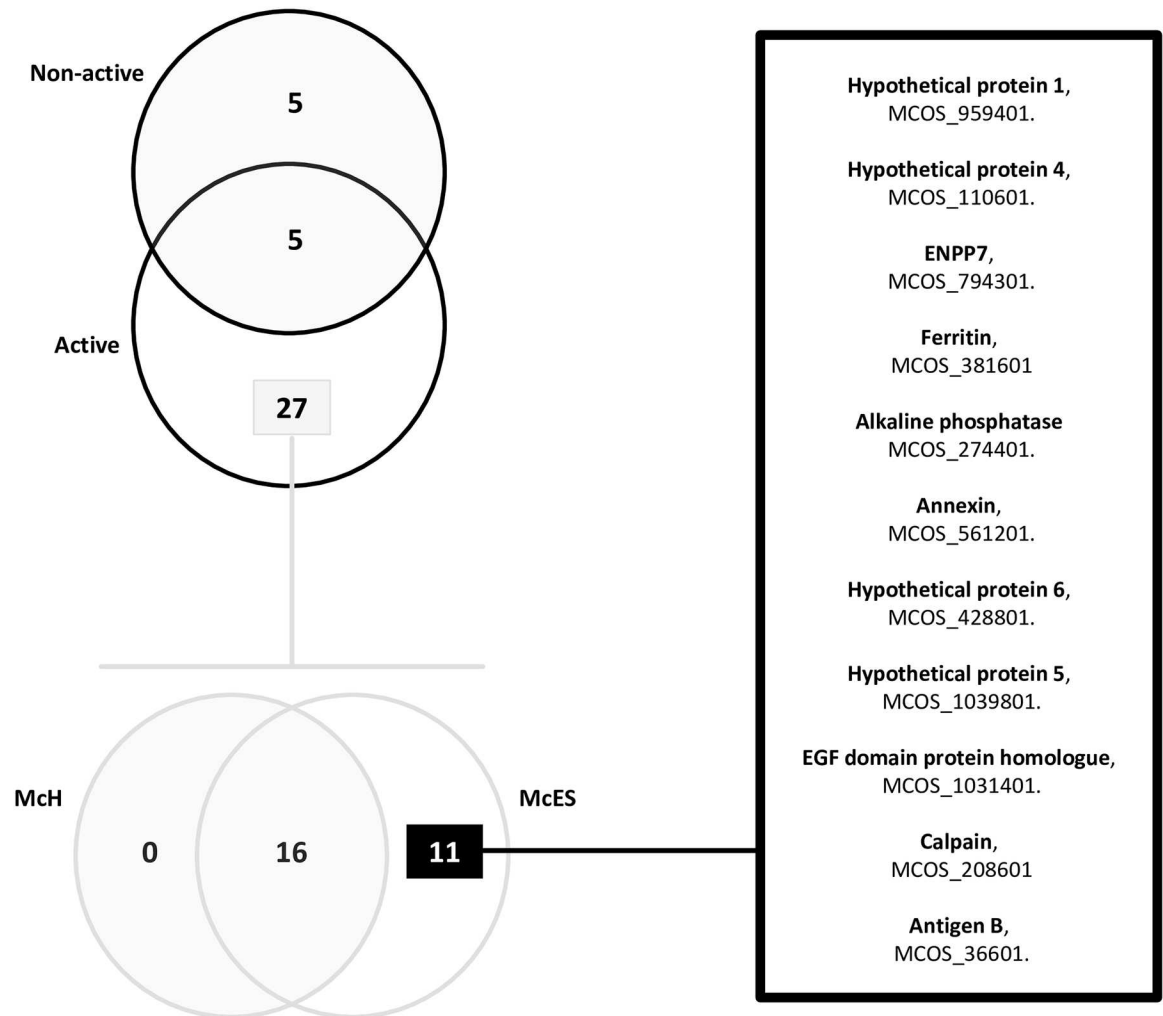 Non-active
5
5
Active
27
McH
McES
0
16
11
Hypothetical protein 1,
MCOS_959401.
Hypothetical protein 4,
MCOS_110601.
ENPP7,
MCOS_794301.
Ferritin,
MCOS_381601
Alkaline phosphatase
MCOS_274401.
Annexin,
MCOS_561201.
Hypothetical protein 6,
MCOS_428801.
Hypothetical protein 5,
MCOS_1039801.
EGF domain protein homologue,
MCOS_1031401.
Calpain,
MCOS_208601
Antigen B,
MCOS_36601.